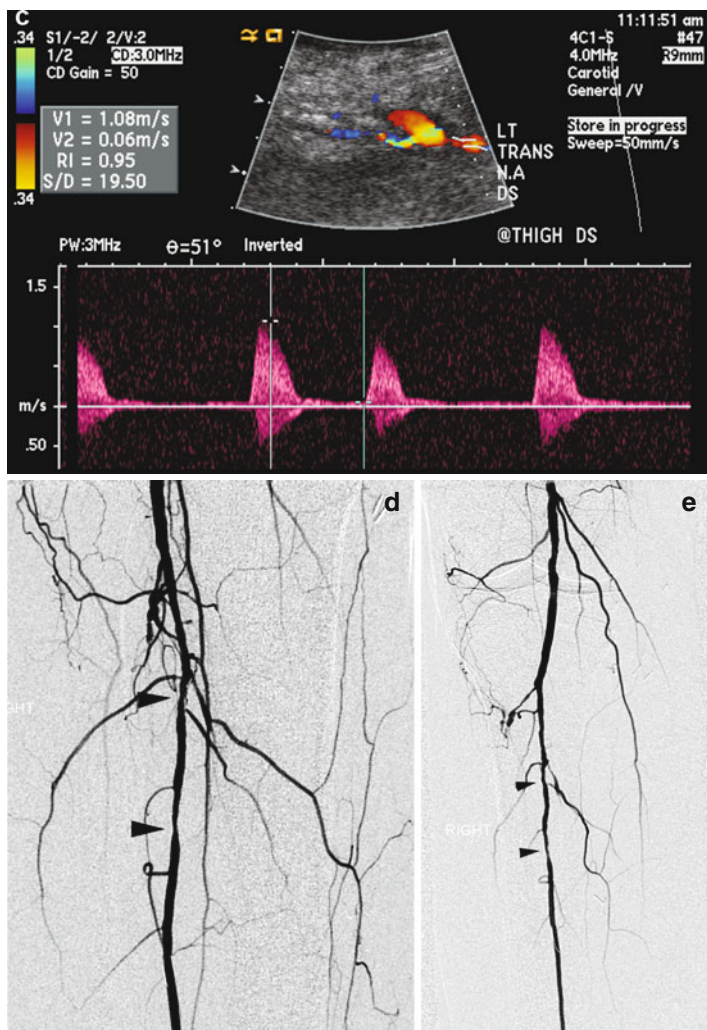 C
.34
S1/-2/ 2/V:2
1/2 CD:3.0MHz
CD Gain = 50
V1 = 1.08m/s
V2 = 0.06m/s
RI = 0.95
S/D = 19.50
.34
11:11:51 am
4C1-S #47
4.0MHz R9mm
Carotid
General /V
Store in progress
Sweep=50mm/s
LT
TRANS
N.A
DS
@THIGH DS
PW:3MHz θ=51° Inverted
1.5
m/s
.50
d
e
RIGHT